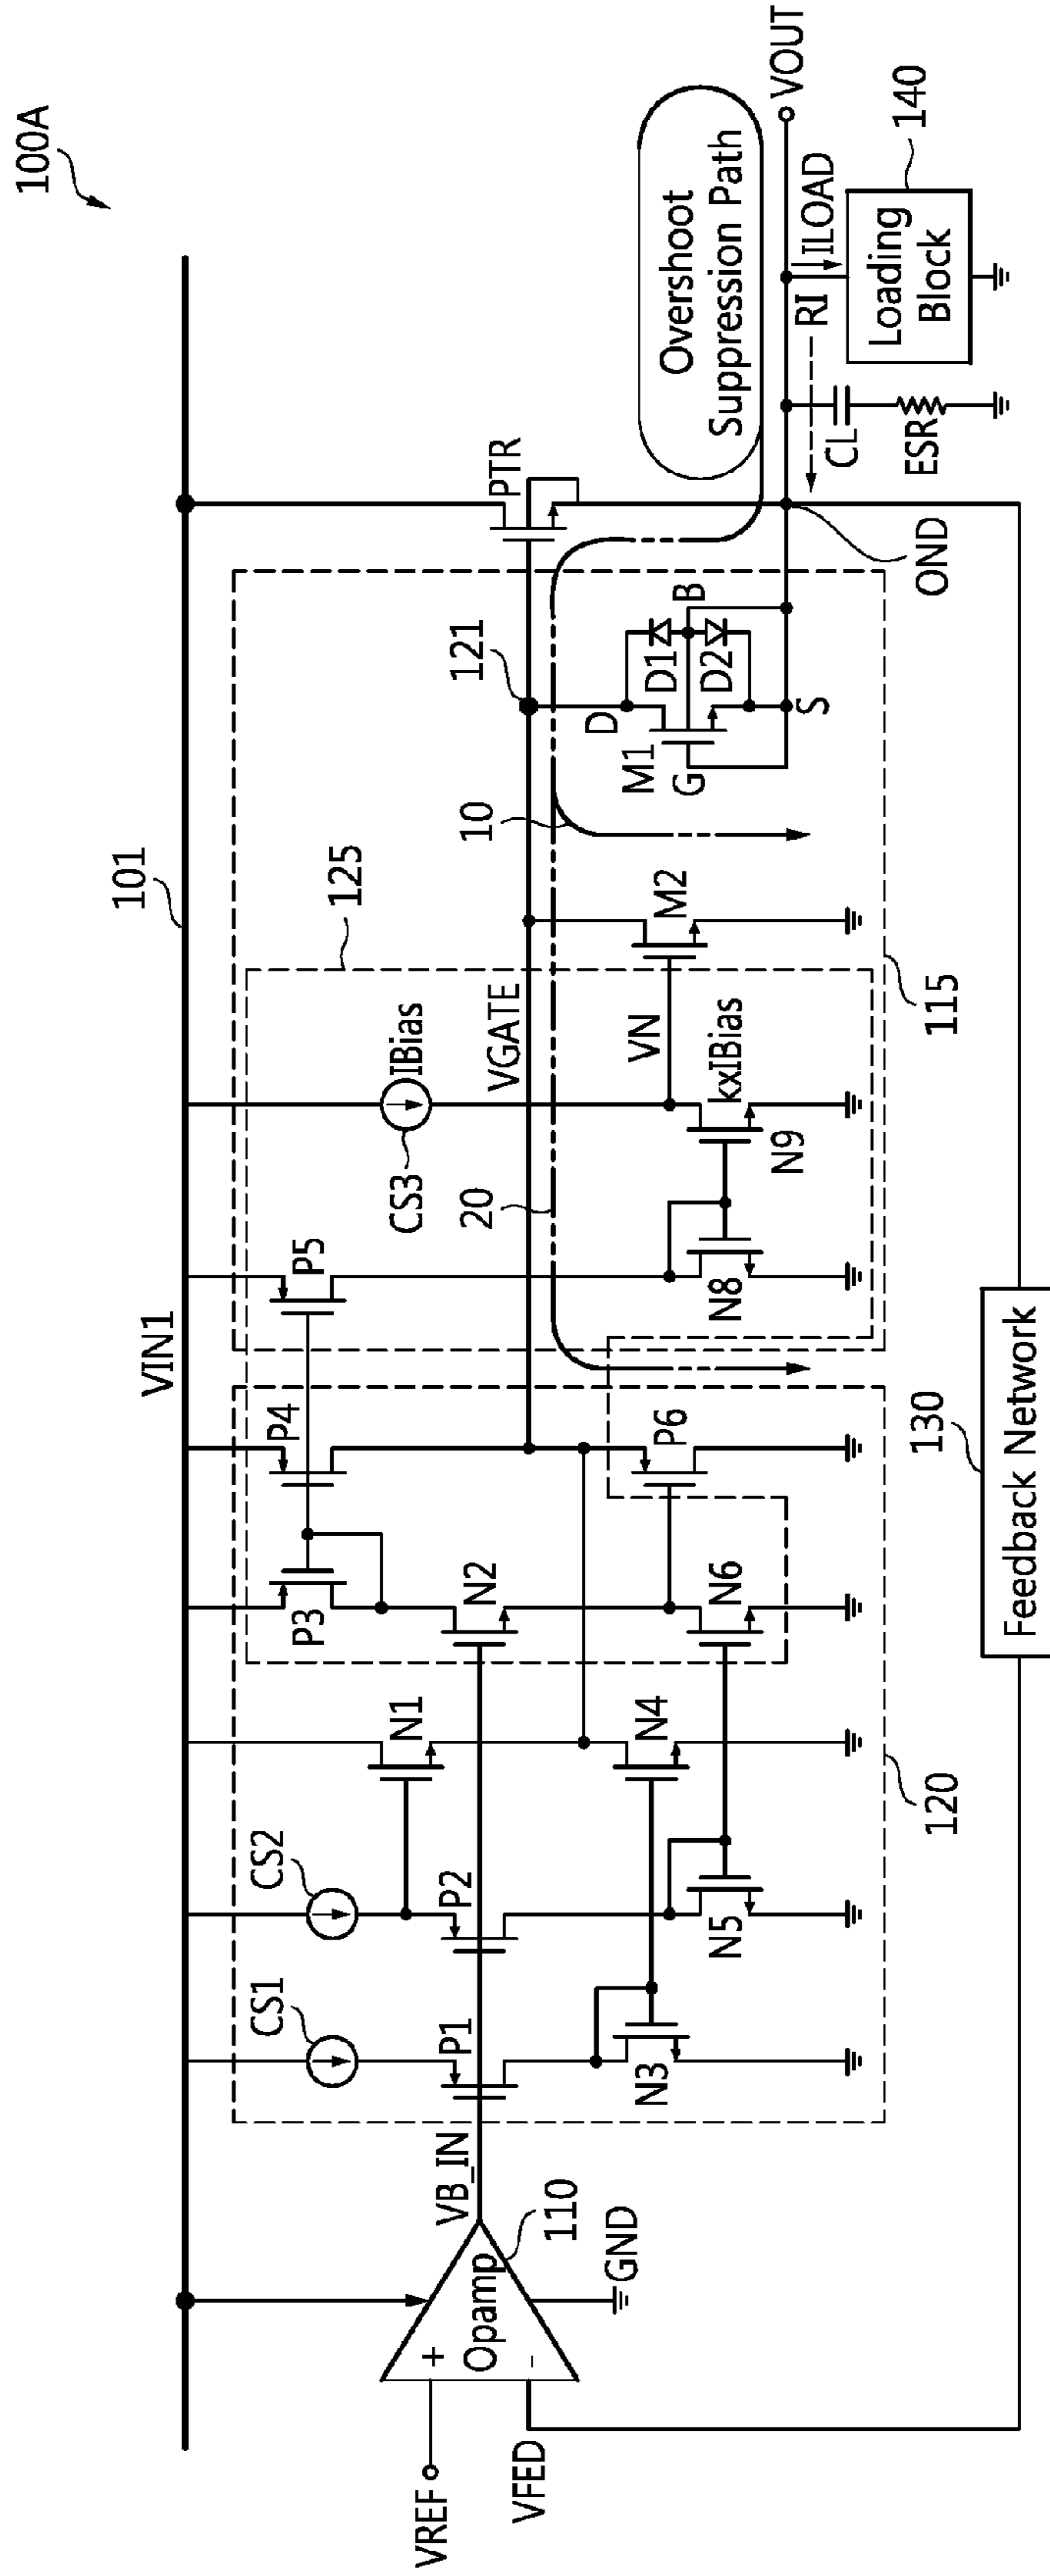 100A
VIN1
101
125
CS1
CS2
N1
P3
P4
P5
CS3
IBias
VGATE
121
PTR
Overshoot
Suppression Path
VREF
VFED
+
-
Opamp
VB_IN
110
GND
P1
P2
N2
20
10
D
M1
G
D1
D2
B
S
N3
N4
N5
N6
P6
N8
N9
kxIBias
VN
M2
OND
RI
ILOAD
VOUT
CL
ESR
Loading
Block
140
120
115
130
Feedback Network